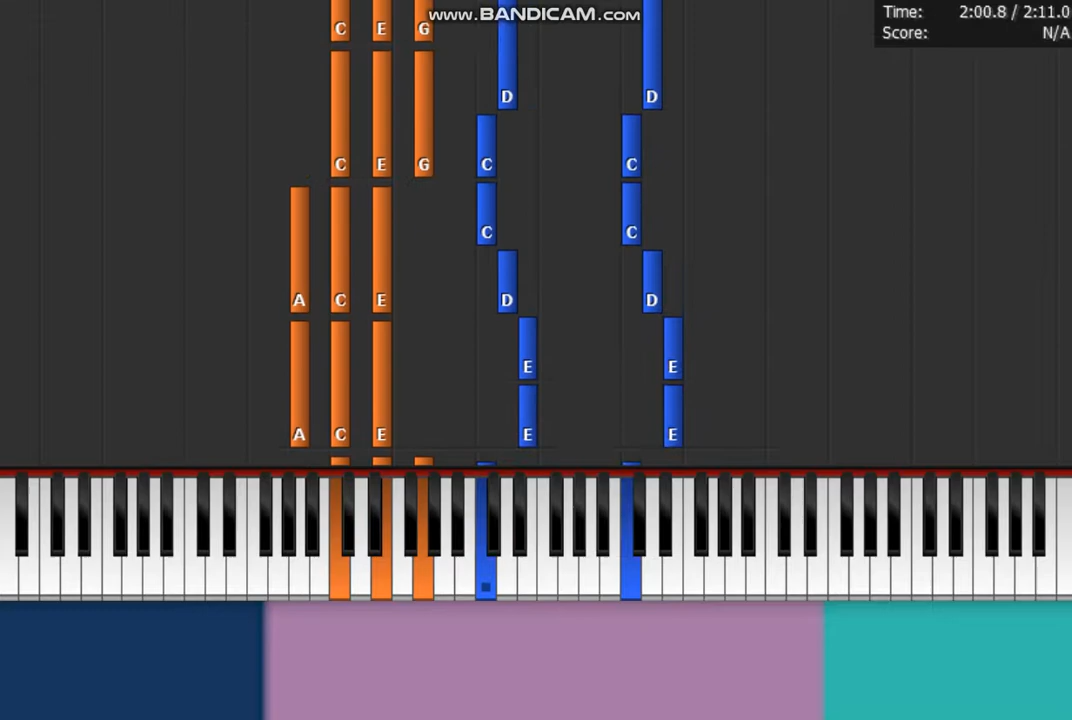 www.BANDICAM.com
Time: 2:00.8 / 2:11.0
Score: N/A
C E G
D D
C E G C C
C C
A C E D D
E E
A C E E E